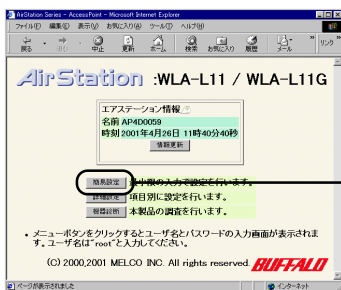 AirStation Series - AccessPoint - Microsoft Internet Explorer
ファイル(F) 編集(E) 表示(V) お気に入り(A) ツール(T) ヘルプ(H)
戻る 中止 更新 ホーム 検索 お気に入り 履歴 メール リンク
AirStation :WLA-L11 / WLA-L11G
エアステーション情報
名前 AP4D0059
時刻 2001年4月26日 11時40分40秒
情報更新
簡易設定 最小限の入力で設定を行います。
詳細設定 項目別に設定を行います。
機器診断 本製品の調査を行います。
• メニューボタンをクリックするとユーザ名とパスワードの入力画面が表示されます。ユーザ名は"root"と入力してください。
(C) 2000,2001 MELCO INC. All rights reserved. BUFFALO
ページが表示されました インターネット